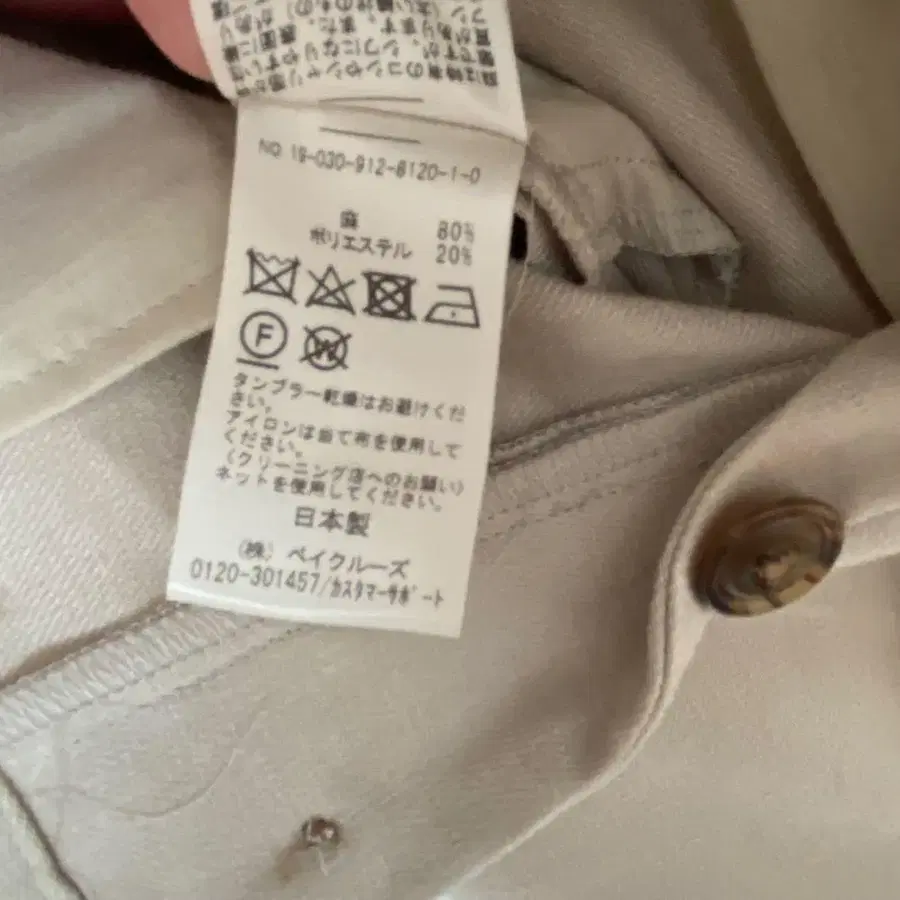 NO. 19-030-912-8120-1-0
麻 80%
ポリエステル 20%
F
W
タンブラー乾燥はお避けくだ
さい。
アイロンは当て布を使用して
ください。
（クリーニング店へのお願い）
ネットを使用してください。
日本製
（株）ベイクルーズ
0120-301457/カスタマーサポート